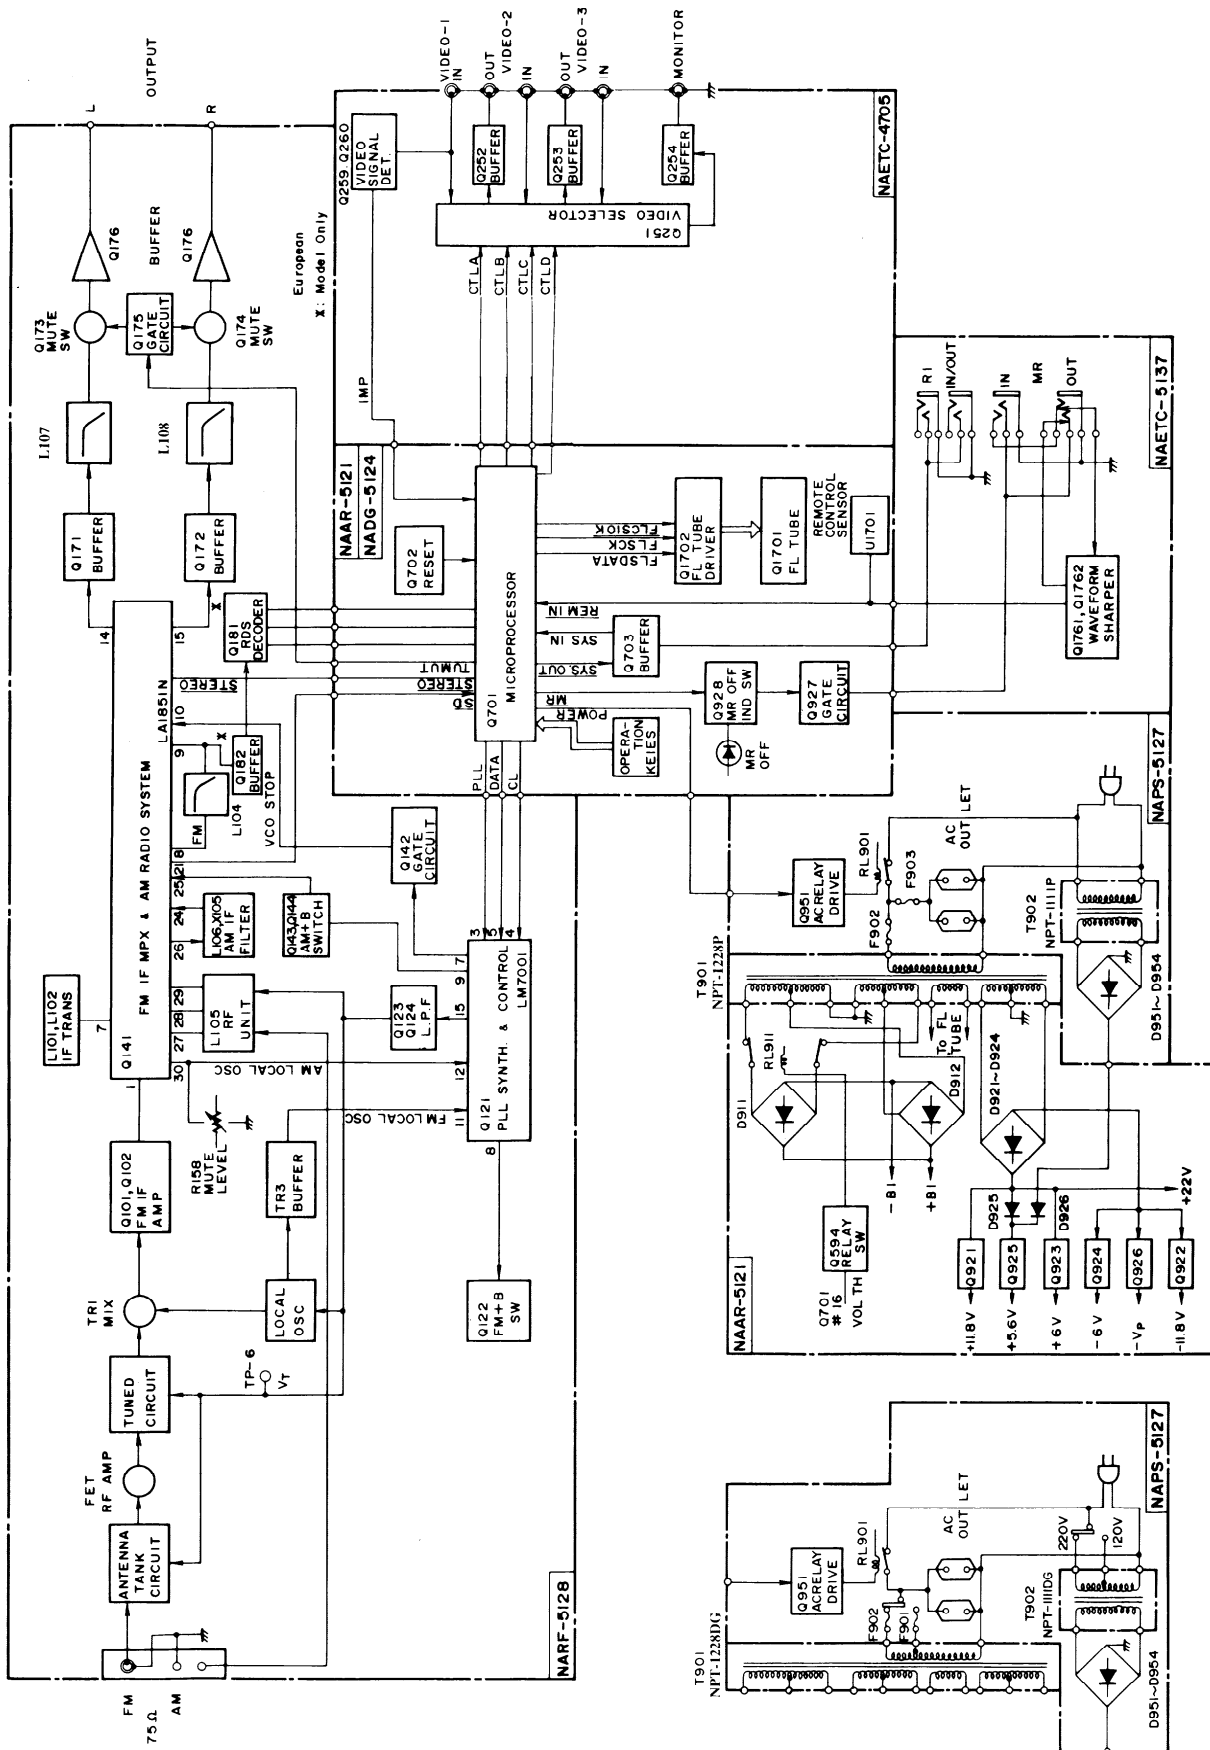 FM
75Ω
AM
ANTENNA
TANK
CIRCUIT
FET
RF AMP
TUNED
CIRCUIT
TP-6
VT
TR1
MIX
LOCAL
OSC
TR3
BUFFER
Q101,Q102
FM IF
AMP
R158
MUTE
LEVEL
L101,L102
IF TRANS
7
1
Q141
FM IF MPX & AM RADIO SYSTEM
LA1851N
30
27
28
29
26
24
25
21
8
9
10
15
14
L105
RF
UNIT
L106,X105
AM IF
FILTER
Q143,Q144
AM+B
SWITCH
FM
L104
Q182
BUFFER
X
VCO STOP
STEREO
Q181
RDS
DECODER
X
AM LOCAL OSC
FM LOCAL OSC
Q123
Q124
L.P.F
Q142
GATE
CIRCUIT
Q121
PLL SYNTH. & CONTROL
LM7001
11
12
15
9
7
3
5
4
8
Q122
FM+B
SW
NARF-5128
Q171
BUFFER
Q172
BUFFER
L107
L108
Q173
MUTE
SW
Q175
GATE
CIRCUIT
Q174
MUTE
SW
Q176
BUFFER
Q176
L
R
OUTPUT
European
X: Model Only
Q259,Q260
VIDEO
SIGNAL
DET.
IMP
VIDEO-1
IN
OUT
VIDEO-2
IN
OUT
VIDEO-3
IN
MONITOR
Q252
BUFFER
Q253
BUFFER
Q254
BUFFER
Q251
VIDEO SELECTOR
CTLA
CTLB
CTLC
CTLD
NAETC-4705
NAAR-5121
NADG-5124
Q702
RESET
Q701
MICROPROCESSOR
TUMUT
STEREO
SD
MR
POWER
PLL
DATA
CL
FLCSIOK
FLSCK
FLSDATA
Q1702
FL TUBE
DRIVER
Q1701
FL TUBE
REMOTE
CONTROL
SENSOR
U1701
REM IN
SYS IN
SYS.OUT
Q703
BUFFER
Q928
MR OFF
IND SW
MR
OFF
Q927
GATE
CIRCUIT
OPERA-
TION
KEIES
RI
IN/OUT
IN
MR
OUT
Q1761,Q1762
WAVEFORM
SHARPER
NAETC-5137
NAPS-5127
Q951
ACRELAY
DRIVE
RL901
F903
F902
AC
OUT LET
T902
NPT-1111P
D951~D954
T901
NPT-1228P
RL911
D911
D912
To FL
TUBE
D921~D924
-B1
+B1
Q594
RELAY
SW
Q701
#16
VOL TH
NAAR-5121
D925
D926
+22V
Q921
Q925
Q923
Q924
Q926
Q922
+11.8V
+5.6V
+6V
-6V
-VP
-11.8V
NAPS-5127
Q951
ACRELAY
DRIVE
RL901
AC
OUT LET
F902
F901
220V
120V
T902
NPT-1111DG
T901
NPT-1228DG
D951~D954